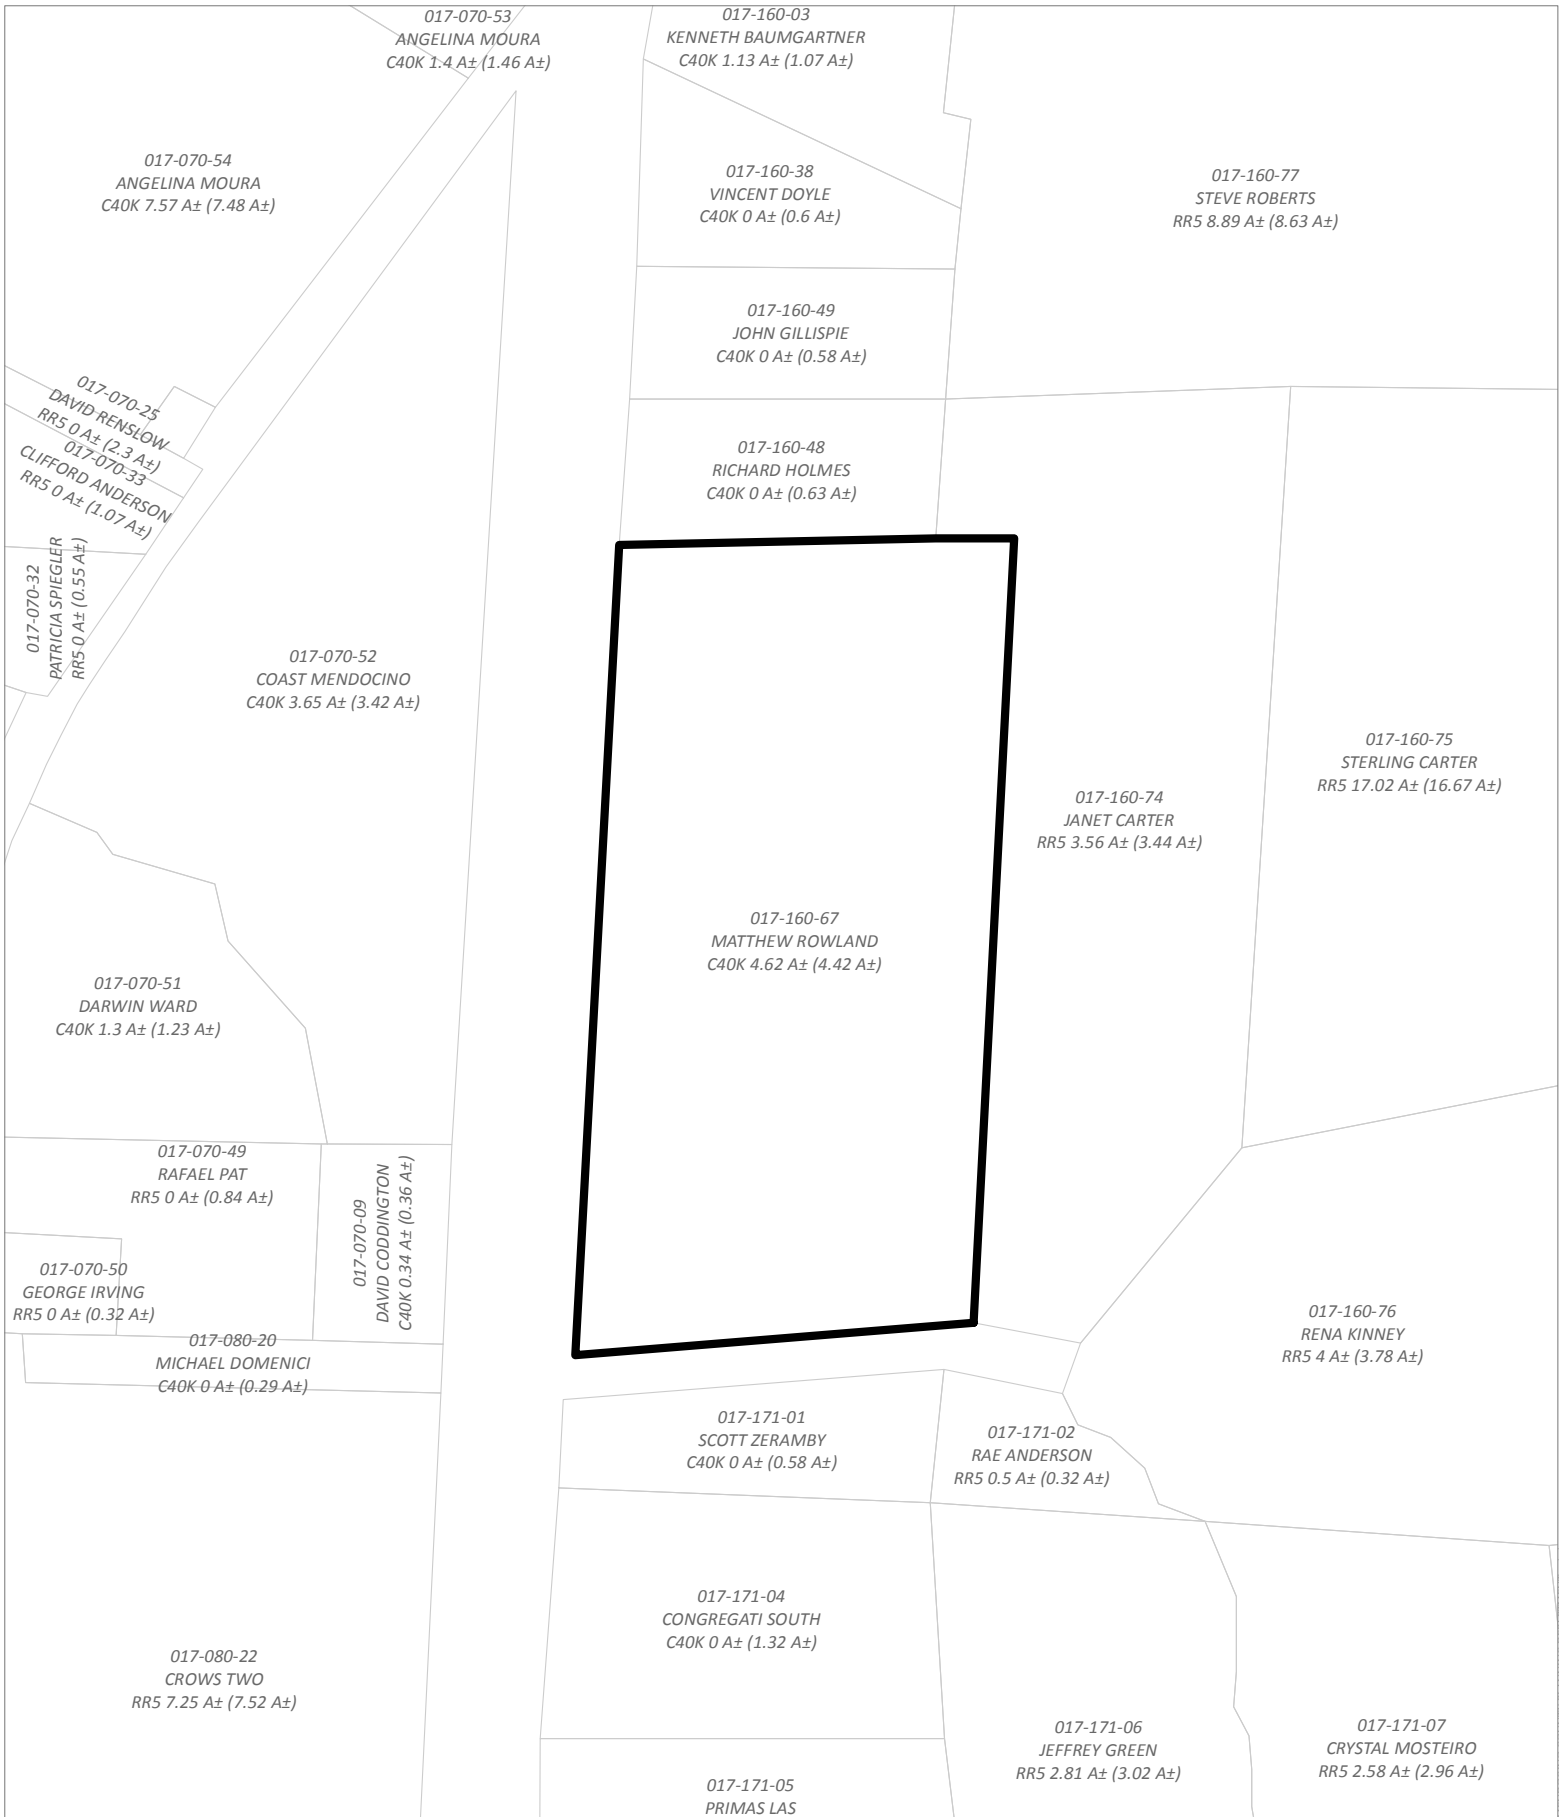 017-070-53
ANGELINA MOURA
C40K 1.4 A± (1.46 A±)
017-160-03
KENNETH BAUMGARTNER
C40K 1.13 A± (1.07 A±)
017-070-54
ANGELINA MOURA
C40K 7.57 A± (7.48 A±)
017-160-38
VINCENT DOYLE
C40K 0 A± (0.6 A±)
017-160-77
STEVE ROBERTS
RR5 8.89 A± (8.63 A±)
017-160-49
JOHN GILLISPIE
C40K 0 A± (0.58 A±)
017-070-25
DAVID RENSLOW
RR5 0 A± (2.3 A±)
017-070-33
CLIFFORD ANDERSON
RR5 0 A± (1.07 A±)
017-160-48
RICHARD HOLMES
C40K 0 A± (0.63 A±)
017-070-32
PATRICIA SPIEGLER
RR5 0 A± (0.55 A±)
017-070-52
COAST MENDOCINO
C40K 3.65 A± (3.42 A±)
017-160-75
STERLING CARTER
RR5 17.02 A± (16.67 A±)
017-160-74
JANET CARTER
RR5 3.56 A± (3.44 A±)
017-160-67
MATTHEW ROWLAND
C40K 4.62 A± (4.42 A±)
017-070-51
DARWIN WARD
C40K 1.3 A± (1.23 A±)
017-070-49
RAFAEL PAT
RR5 0 A± (0.84 A±)
017-070-09
DAVID CODDINGTON
C40K 0.34 A± (0.36 A±)
017-070-50
GEORGE IRVING
RR5 0 A± (0.32 A±)
017-080-20
MICHAEL DOMENICI
C40K 0 A± (0.29 A±)
017-160-76
RENA KINNEY
RR5 4 A± (3.78 A±)
017-171-01
SCOTT ZERAMBY
C40K 0 A± (0.58 A±)
017-171-02
RAE ANDERSON
RR5 0.5 A± (0.32 A±)
017-171-04
CONGREGATI SOUTH
C40K 0 A± (1.32 A±)
017-080-22
CROWS TWO
RR5 7.25 A± (7.52 A±)
017-171-06
JEFFREY GREEN
RR5 2.81 A± (3.02 A±)
017-171-07
CRYSTAL MOSTEIRO
RR5 2.58 A± (2.96 A±)
017-171-05
PRIMAS LAS